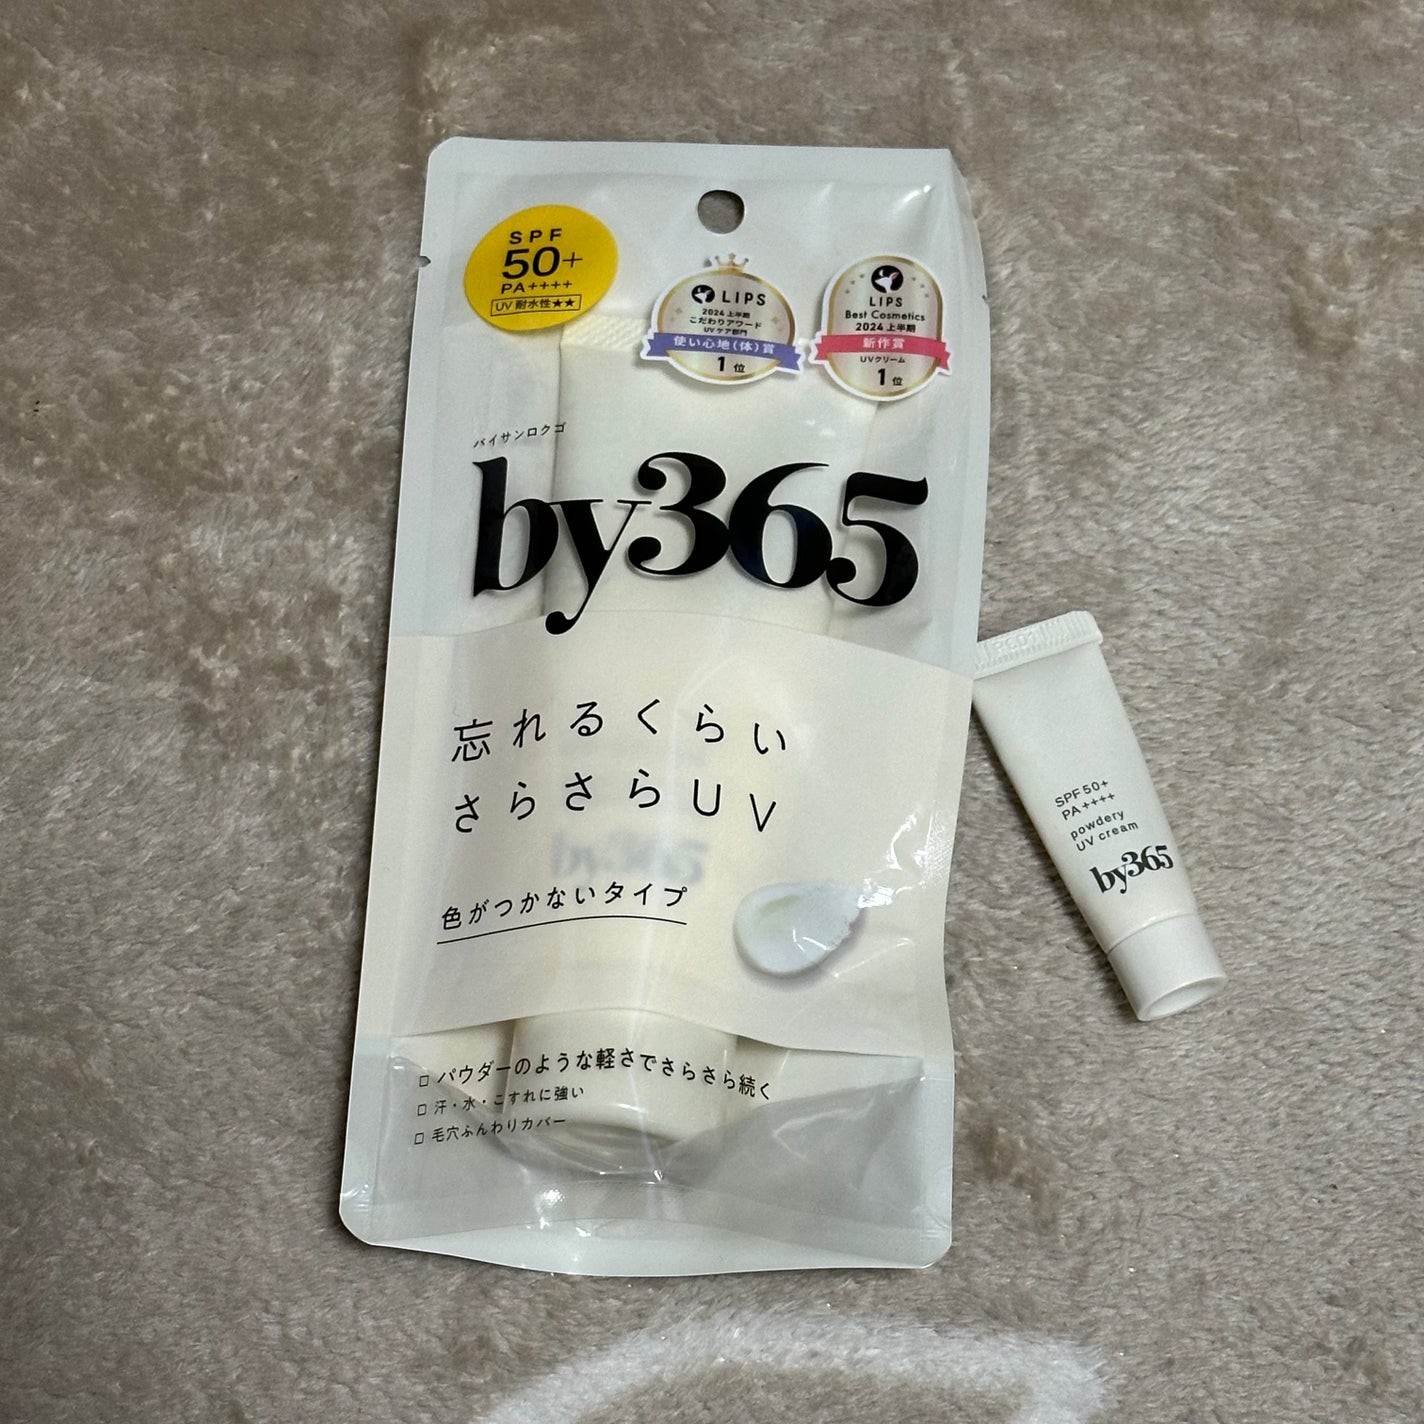 SPF
50+
PA++++
UV耐水性★★
LIPS
2024 上半期
こだわりアワード
UVケア部門
使い心地(体)賞
1位
LIPS
Best Cosmetics
2024 上半期
新作賞
UVクリーム
1位
バイサンロクゴ
by365
忘れるくらい
さらさらUV
by365
色がつかないタイプ
□ パウダーのような軽さでさらさら続く
□ 汗・水・こすれに強い
□ 毛穴ふんわりカバー
SPF50+
PA++++
powdery
UV cream
by365